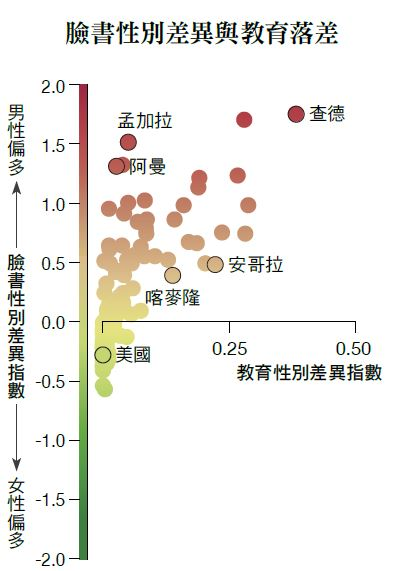 臉書性別差異與教育落差
男性偏多
臉書性別差異指數
女性偏多
2.0
1.5
1.0
0.5
0.0
-0.5
-1.0
-1.5
-2.0
查德
孟加拉
阿曼
安哥拉
喀麥隆
美國
0.25
0.50
教育性別差異指數